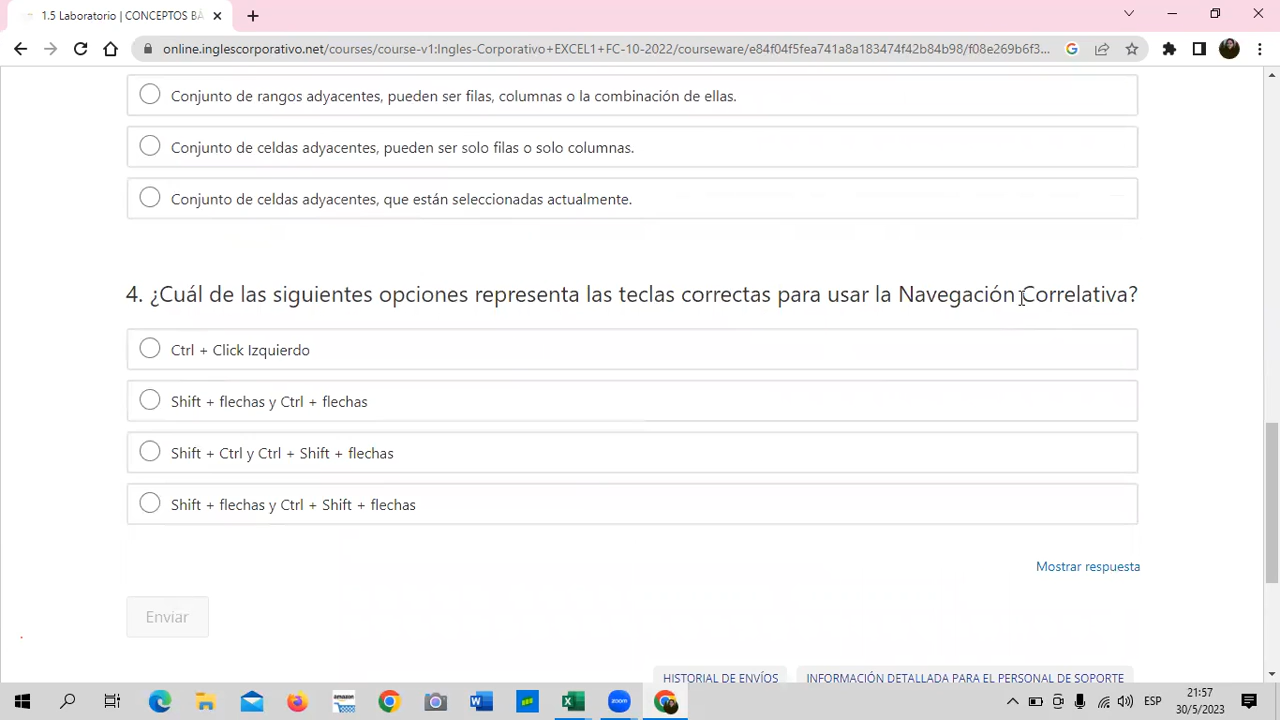 1.5 Laboratorio | CONCEPTOS BÁ
online.inglescorporativo.net/courses/course-v1:Ingles-Corporativo+EXCEL1+FC-10-2022/courseware/e84f04f5fea741a8a183474f42b84b98/f08e269b6f3...
Conjunto de rangos adyacentes, pueden ser filas, columnas o la combinación de ellas.
Conjunto de celdas adyacentes, pueden ser solo filas o solo columnas.
Conjunto de celdas adyacentes, que están seleccionadas actualmente.
4. ¿Cuál de las siguientes opciones representa las teclas correctas para usar la Navegación Correlativa?
Ctrl + Click Izquierdo
Shift + flechas y Ctrl + flechas
Shift + Ctrl y Ctrl + Shift + flechas
Shift + flechas y Ctrl + Shift + flechas
Mostrar respuesta
Enviar
HISTORIAL DE ENVÍOS
INFORMACIÓN DETALLADA PARA EL PERSONAL DE SOPORTE
amazon
zoom
ESP
21:57
30/5/2023